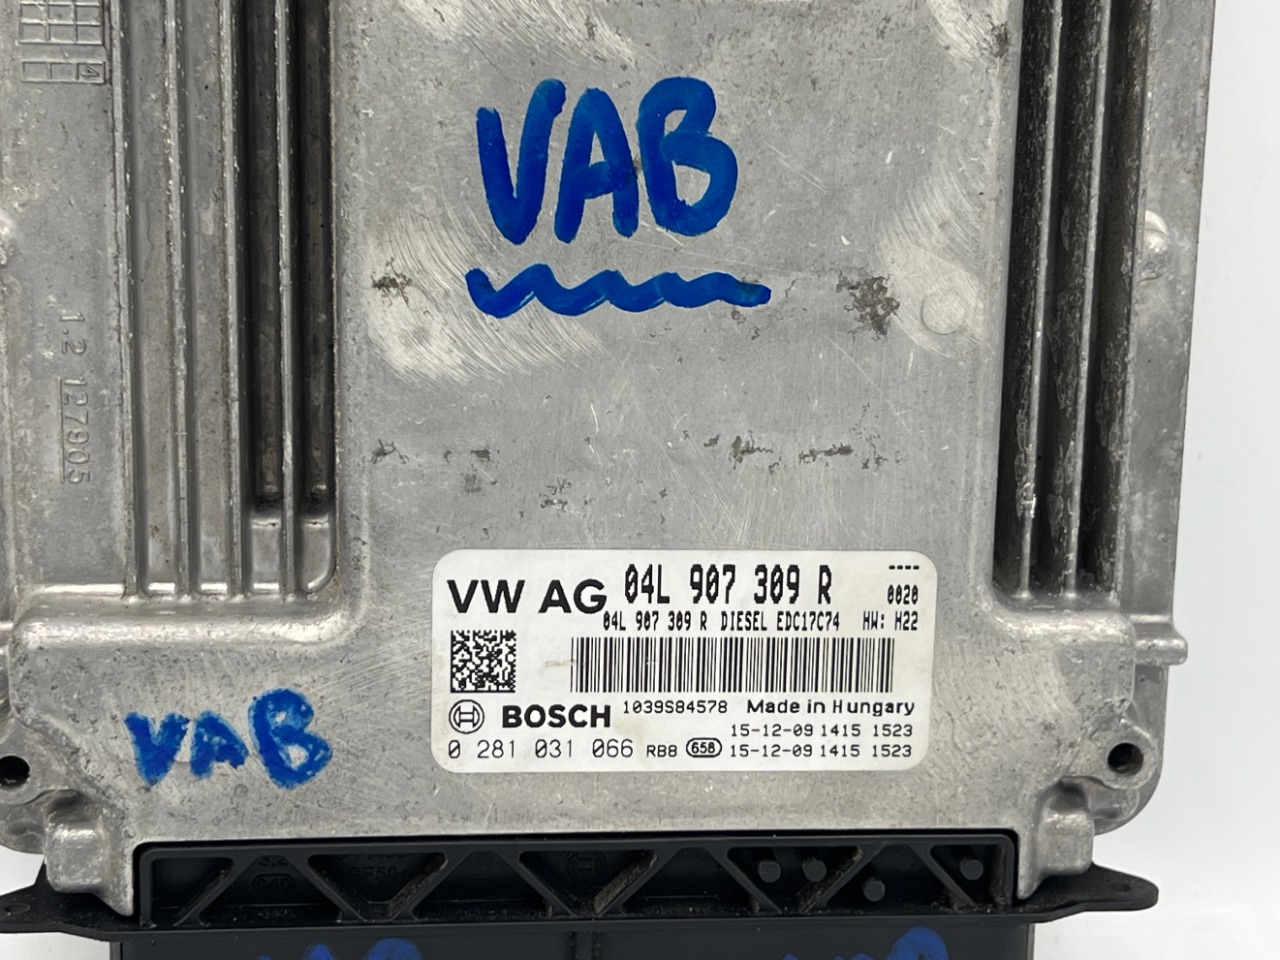 4
VAB
1.2 127905
VW AG 04L 907 309 R ----
0020
04L 907 309 R DIESEL EDC17C74 HW: H22
BOSCH 1039S84578 Made in Hungary
15-12-09 1415 1523
0 281 031 066 RB8 658 15-12-09 1415 1523
VAB